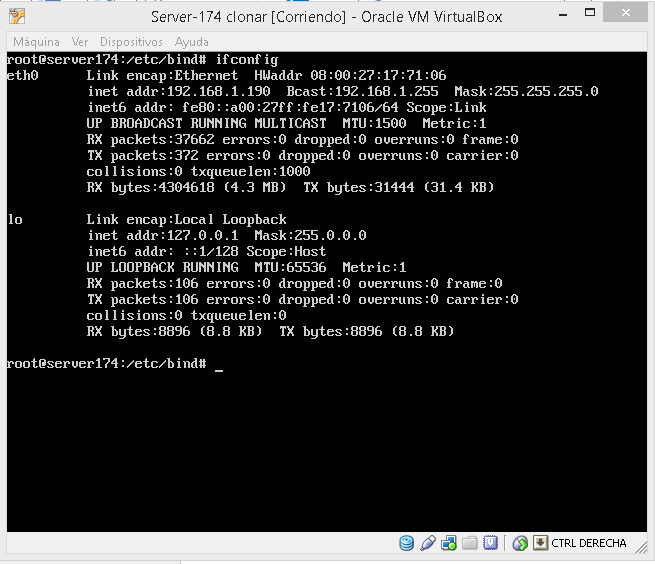 Server-174 clonar [Corriendo] - Oracle VM VirtualBox
Máquina Ver Dispositivos Ayuda
root@server174:/etc/bind# ifconfig
eth0 Link encap:Ethernet HWaddr 08:00:27:17:71:06
inet addr:192.168.1.190 Bcast:192.168.1.255 Mask:255.255.255.0
inet6 addr: fe80::a00:27ff:fe17:7106/64 Scope:Link
UP BROADCAST RUNNING MULTICAST MTU:1500 Metric:1
RX packets:37662 errors:0 dropped:0 overruns:0 frame:0
TX packets:372 errors:0 dropped:0 overruns:0 carrier:0
collisions:0 txqueuelen:1000
RX bytes:4304618 (4.3 MB) TX bytes:31444 (31.4 KB)
lo Link encap:Local Loopback
inet addr:127.0.0.1 Mask:255.0.0.0
inet6 addr: ::1/128 Scope:Host
UP LOOPBACK RUNNING MTU:65536 Metric:1
RX packets:106 errors:0 dropped:0 overruns:0 frame:0
TX packets:106 errors:0 dropped:0 overruns:0 carrier:0
collisions:0 txqueuelen:0
RX bytes:8896 (8.8 KB) TX bytes:8896 (8.8 KB)
root@server174:/etc/bind# _
CTRL DERECHA